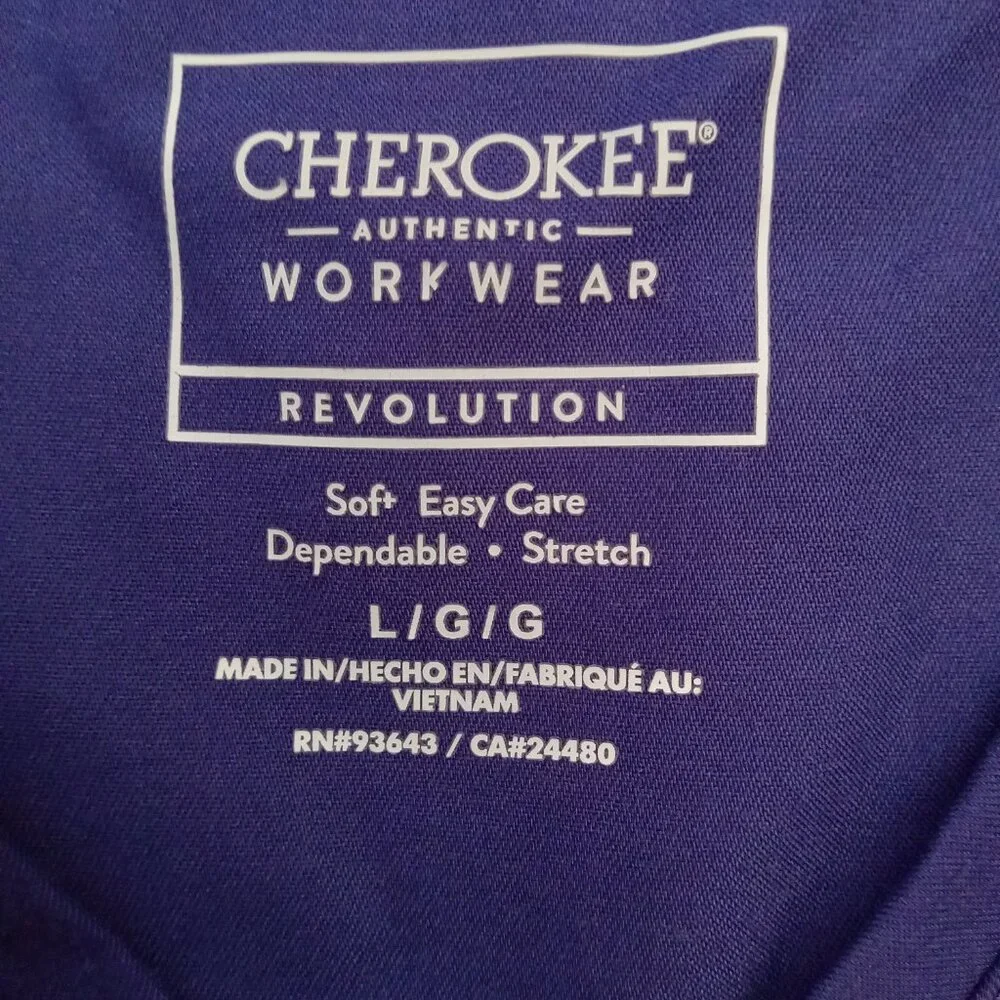 CHEROKEE®
AUTHENTIC
WORKWEAR
REVOLUTION
Soft Easy Care
Dependable • Stretch
L/G/G
MADE IN/HECHO EN/FABRIQUÉ AU:
VIETNAM
RN#93643 / CA#24480